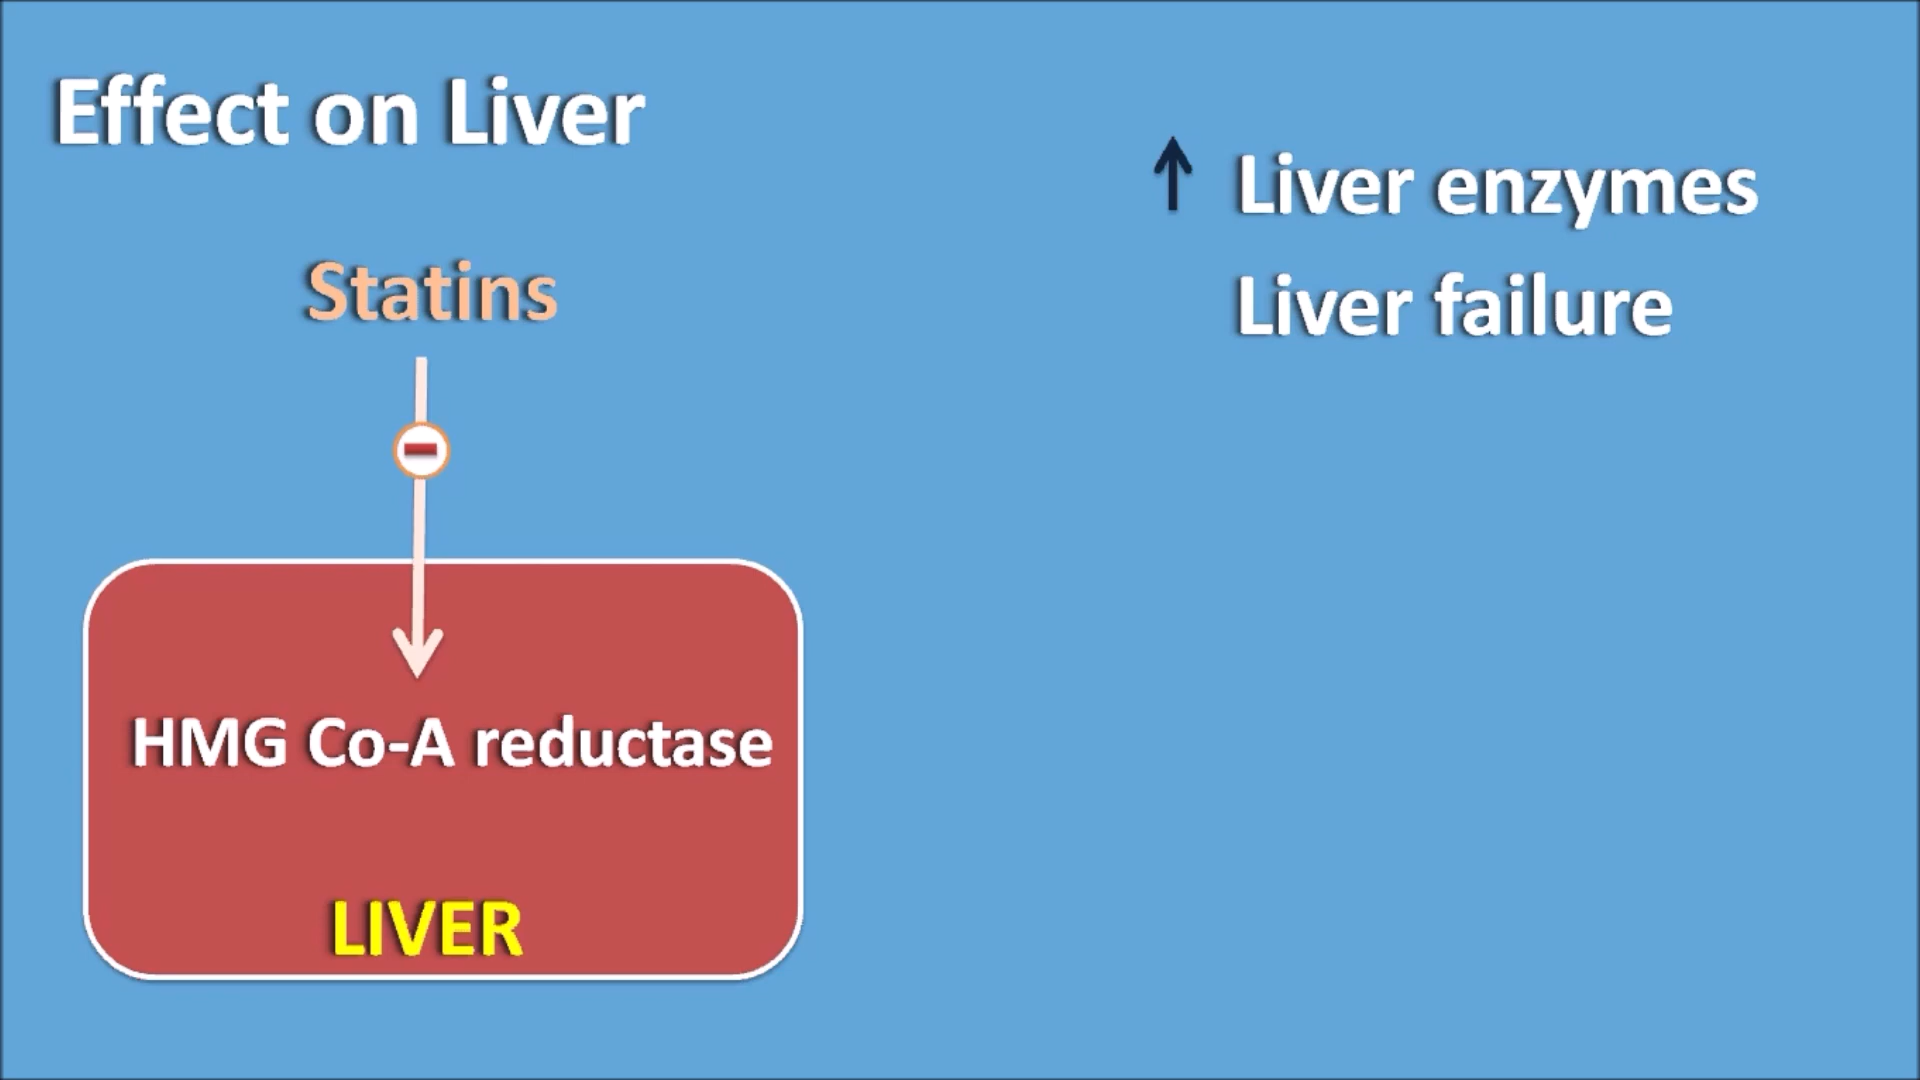 Effect on Liver
Statins
HMG Co-A reductase
LIVER
Liver enzymes
Liver failure